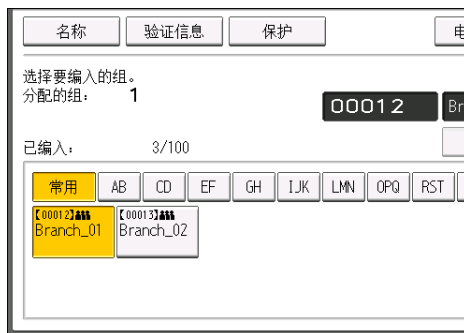 名称 验证信息 保护
选择要编入的组。
分配的组: 1
00012
已编入: 3/100
常用 AB CD EF GH IJK LMN OPQ RST
【00012】 【00013】
Branch_01 Branch_02